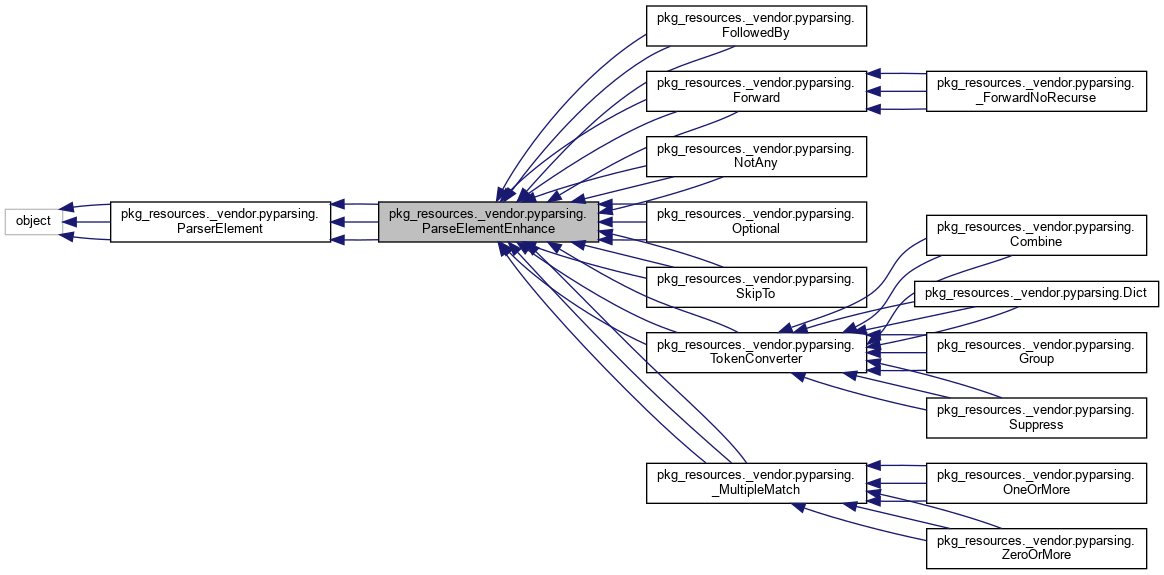 object
pkg_resources._vendor.pyparsing.
ParserElement
pkg_resources._vendor.pyparsing.
ParseElementEnhance
pkg_resources._vendor.pyparsing.
FollowedBy
pkg_resources._vendor.pyparsing.
Forward
pkg_resources._vendor.pyparsing.
NotAny
pkg_resources._vendor.pyparsing.
Optional
pkg_resources._vendor.pyparsing.
SkipTo
pkg_resources._vendor.pyparsing.
TokenConverter
pkg_resources._vendor.pyparsing.
_MultipleMatch
pkg_resources._vendor.pyparsing.
_ForwardNoRecurse
pkg_resources._vendor.pyparsing.
Combine
pkg_resources._vendor.pyparsing.Dict
pkg_resources._vendor.pyparsing.
Group
pkg_resources._vendor.pyparsing.
Suppress
pkg_resources._vendor.pyparsing.
OneOrMore
pkg_resources._vendor.pyparsing.
ZeroOrMore